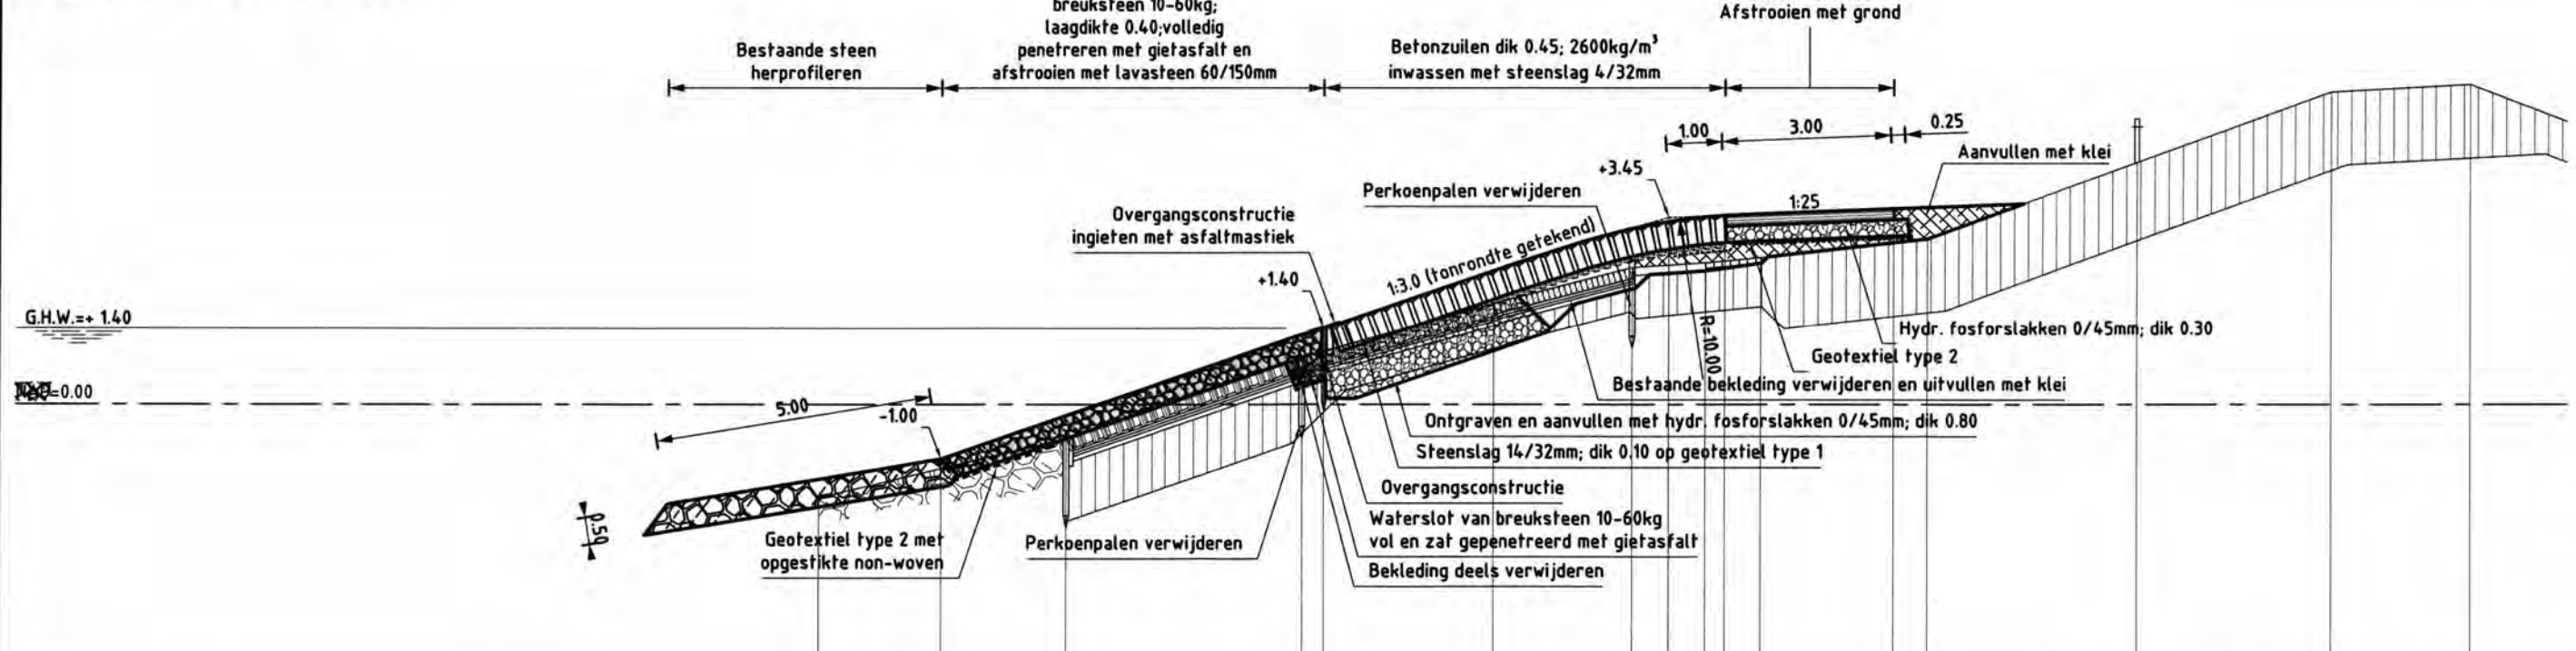 breuksteen 10-60kg;
laagdikte 0.40;volledig
penetreren met gietasfalt en
afstrooien met lavasteen 60/150mm
Bestaande steen
herprofileren
Betonzuilen dik 0.45; 2600kg/m³
inwassen met steenslag 4/32mm
Afstrooien met grond
1.00
3.00
0.25
Aanvullen met klei
+3.45
Perkoenpalen verwijderen
1:25
Overgangsconstructie
ingieten met asfaltmastiek
1:3.0 (tonrondte getekend)
+1.40
G.H.W.=+ 1.40
R=10.00
Hydr. fosforslakken 0/45mm; dik 0.30
Geotextiel type 2
Bestaande bekleding verwijderen en uitvullen met klei
=0.00
5.00
-1.00
Ontgraven en aanvullen met hydr. fosforslakken 0/45mm; dik 0.80
Steenslag 14/32mm; dik 0.10 op geotextiel type 1
Overgangsconstructie
0.50
Waterslot van breuksteen 10-60kg
vol en zat gepenetreerd met gietasfalt
Geotextiel type 2 met
opgestikte non-woven
Perkoenpalen verwijderen
Bekleding deels verwijderen